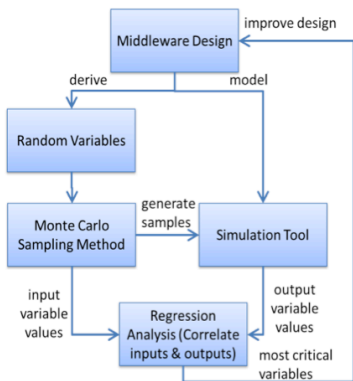 improve design
Middleware Design
derive
model
Random Variables
generate
samples
Monte Carlo
Sampling Method
Simulation Tool
input
variable
values
output
variable
values
Regression
Analysis (Correlate
inputs & outputs)
most critical
variables